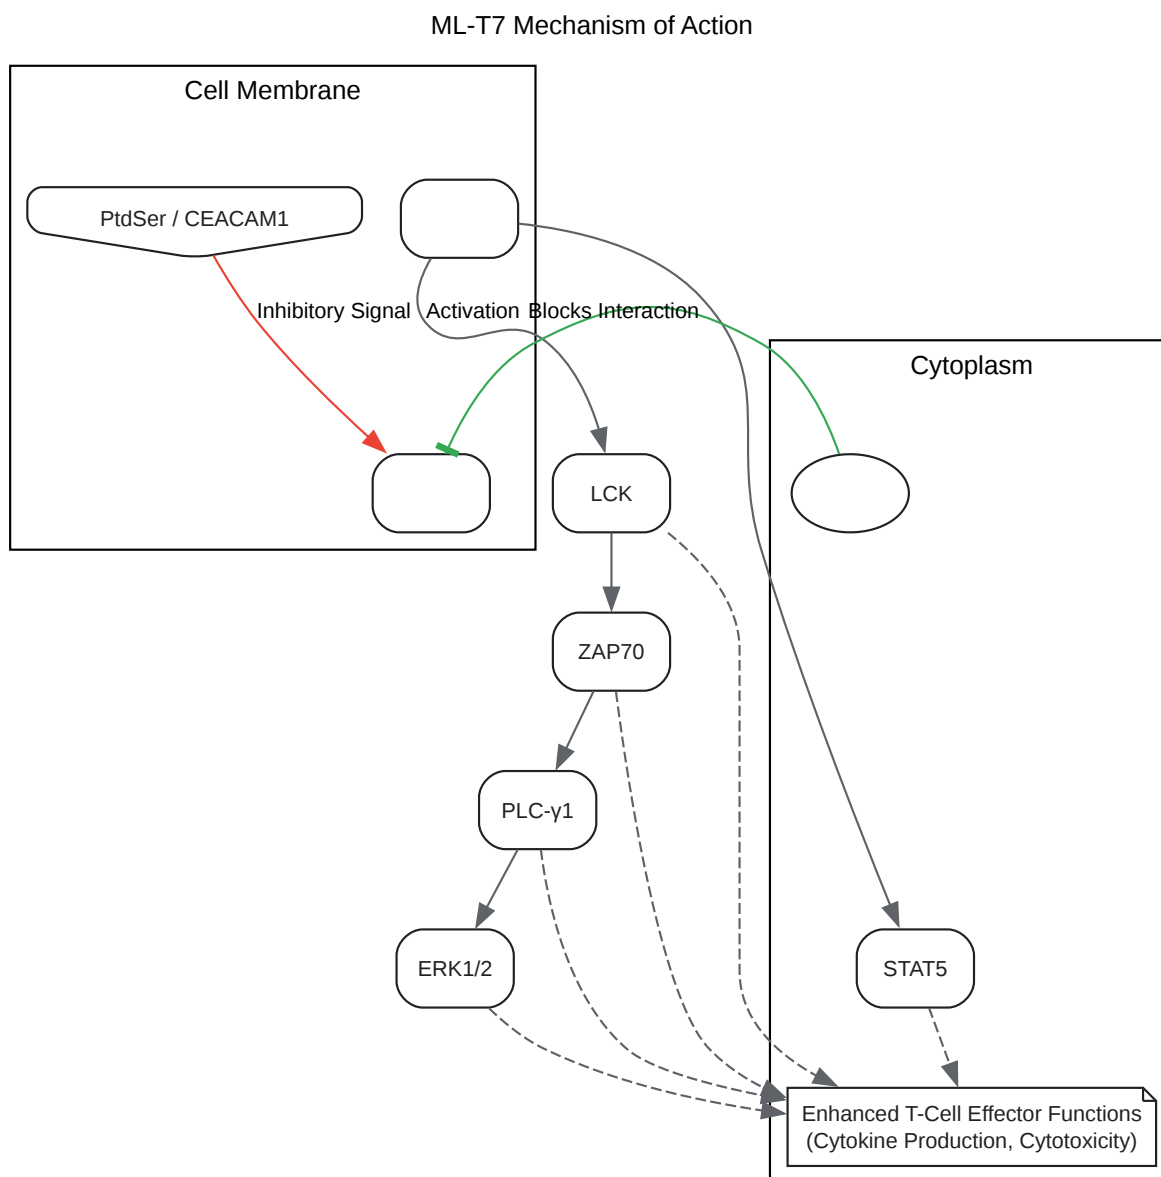 ML-T7 Mechanism of Action
Cell Membrane
PtdSer / CEACAM1
Inhibitory Signal
Activation
Blocks Interaction
Cytoplasm
LCK
ZAP70
PLC-γ1
ERK1/2
STAT5
Enhanced T-Cell Effector Functions
(Cytokine Production, Cytotoxicity)